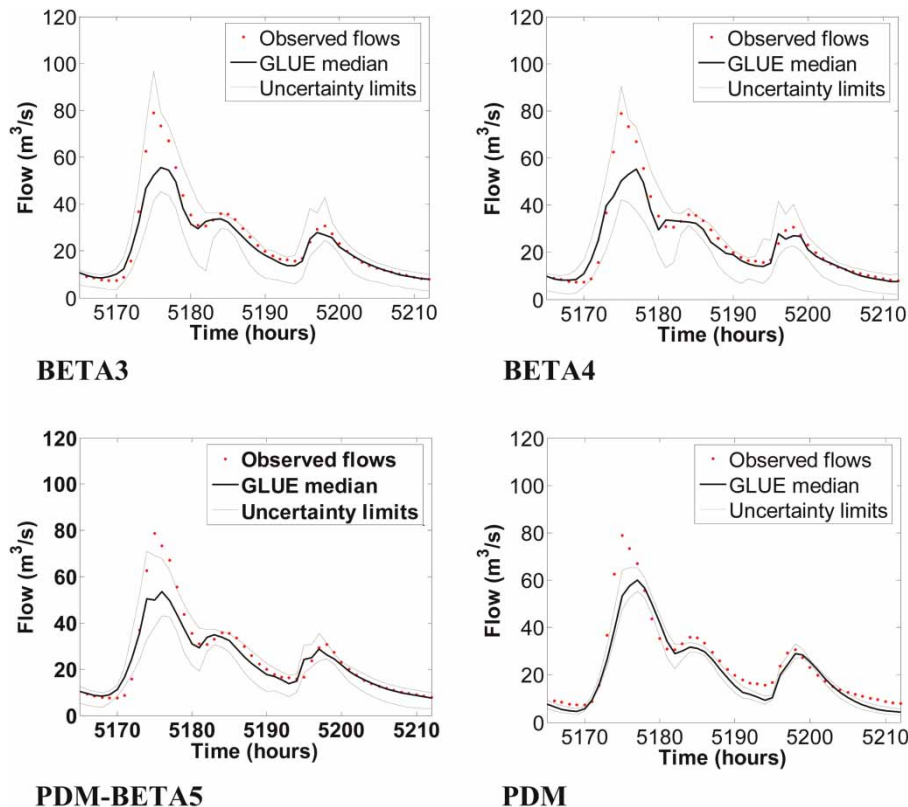 120
100
80
60
40
20
0
Flow (m³/s)
Observed flows
GLUE median
Uncertainty limits
5170 5180 5190 5200 5210
Time (hours)
BETA3
120
100
80
60
40
20
0
Flow (m³/s)
Observed flows
GLUE median
Uncertainty limits
5170 5180 5190 5200 5210
Time (hours)
BETA4
120
100
80
60
40
20
0
Flow (m³/s)
Observed flows
GLUE median
Uncertainty limits
5170 5180 5190 5200 5210
Time (hours)
PDM-BETA5
120
100
80
60
40
20
0
Flow (m³/s)
Observed flows
GLUE median
Uncertainty limits
5170 5180 5190 5200 5210
Time (hours)
PDM